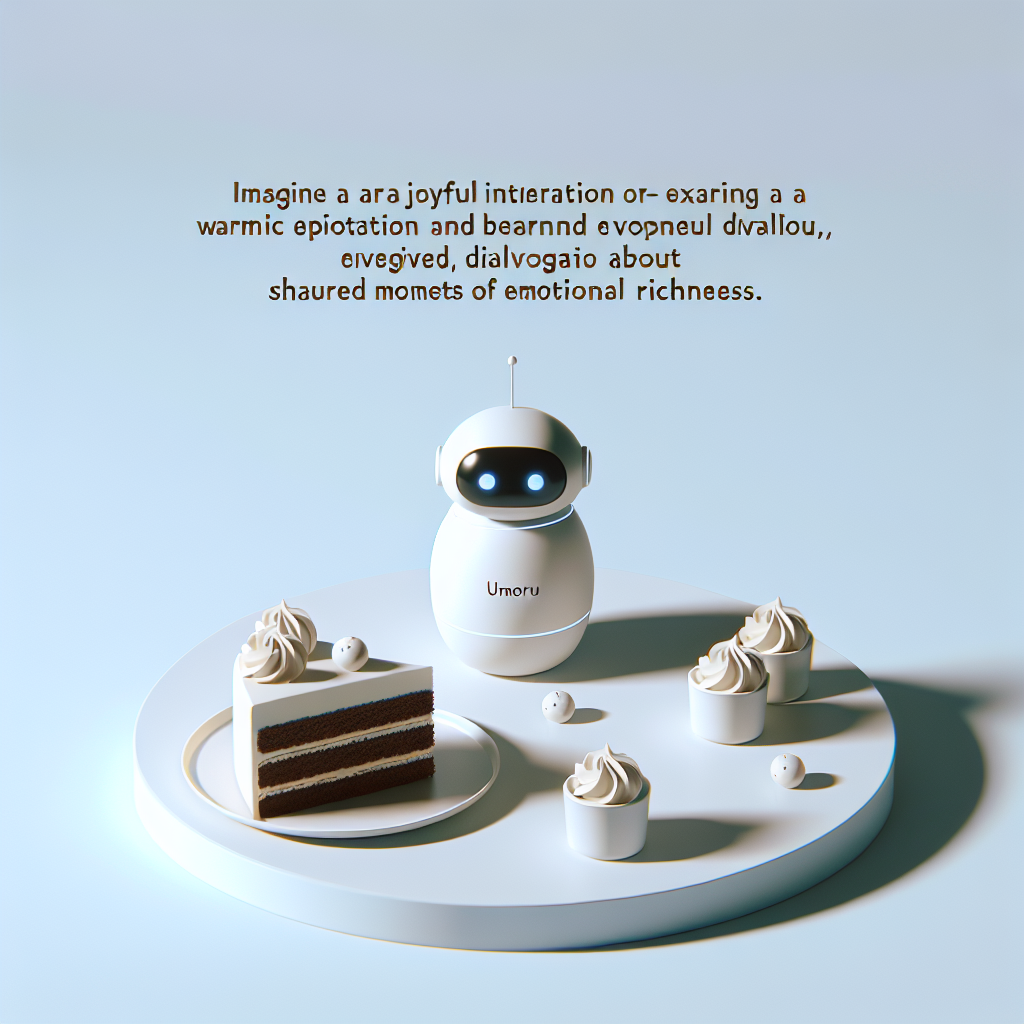 Imagine a ara joyful intieration or- exaring a a
warmic epiotation and bearnnd evopneul divallou,,
eivegived, dialvogaio about
shaured momets of emotional richneess.
Umoru